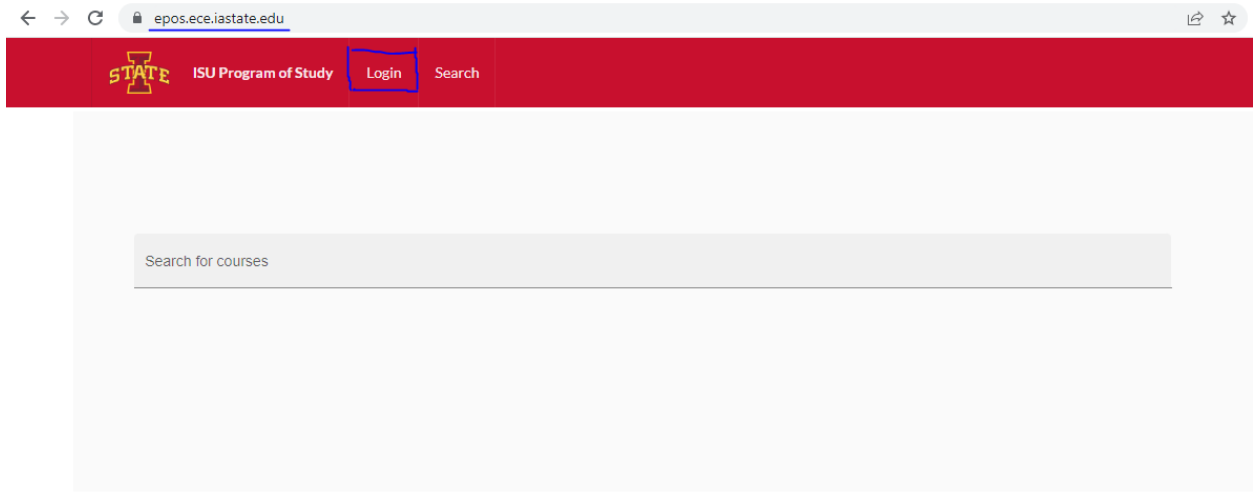 epos.ece.iastate.edu
STATE ISU Program of Study Login Search
Search for courses